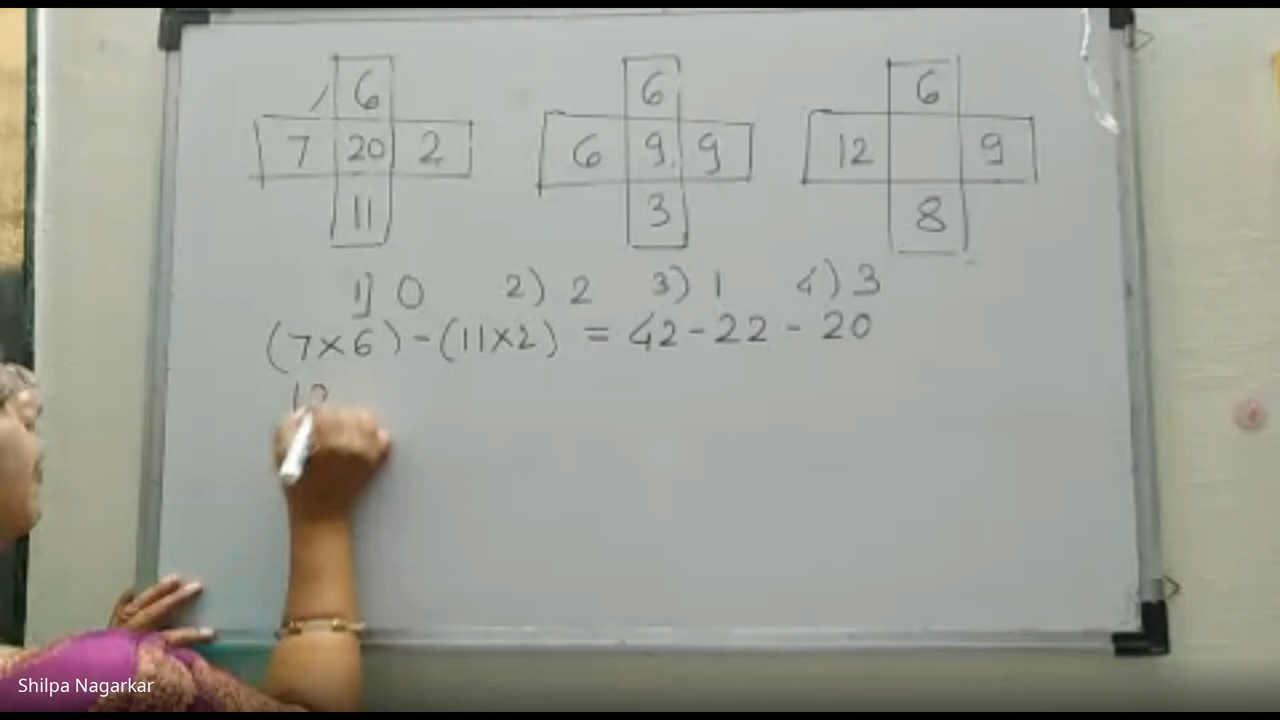 6
7 20 2
11
6
6 9 9
3
6
12 9
8
1) 0 2) 2 3) 1 4) 3
(7×6)-(11×2) = 42-22-20
Shilpa Nagarkar